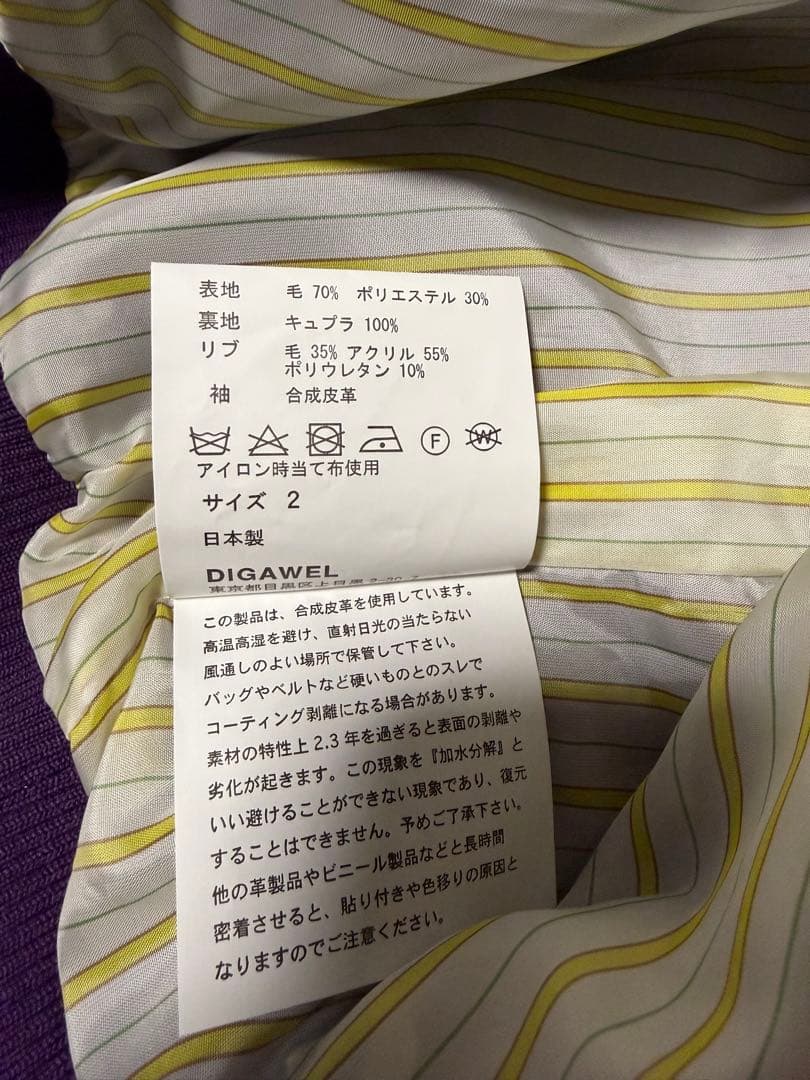 表地 毛 70% ポリエステル 30%
裏地 キュプラ 100%
リブ 毛 35% アクリル 55%
ポリウレタン 10%
袖 合成皮革
F W
アイロン時当て布使用
サイズ 2
日本製
DIGAWEL
東京都目黒区上目黒
この製品は、合成皮革を使用しています。
高温高湿を避け、直射日光の当たらない
風通しのよい場所で保管して下さい。
バッグやベルトなど硬いものとのスレで
コーティング剥離になる場合があります。
素材の特性上 2.3 年を過ぎると表面の剥離や
劣化が起きます。この現象を『加水分解』と
いい避けることができない現象であり、復元
することはできません。予めご了承下さい。
他の革製品やビニール製品などと長時間
密着させると、貼り付きや色移りの原因と
なりますのでご注意ください。